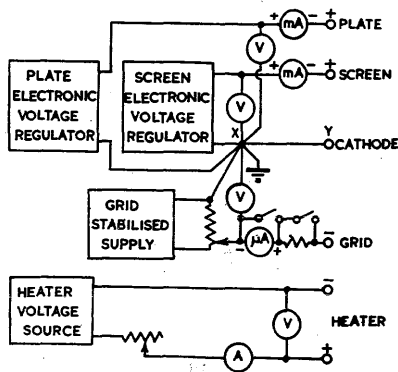 + mA - + PLATE
V
PLATE
ELECTRONIC
VOLTAGE
REGULATOR
SCREEN
ELECTRONIC
VOLTAGE
REGULATOR
+ mA - + SCREEN
V
X
Y
CATHODE
V
GRID
STABILISED
SUPPLY
- μA + - GRID
HEATER
VOLTAGE
SOURCE
-
V
HEATER
A
+